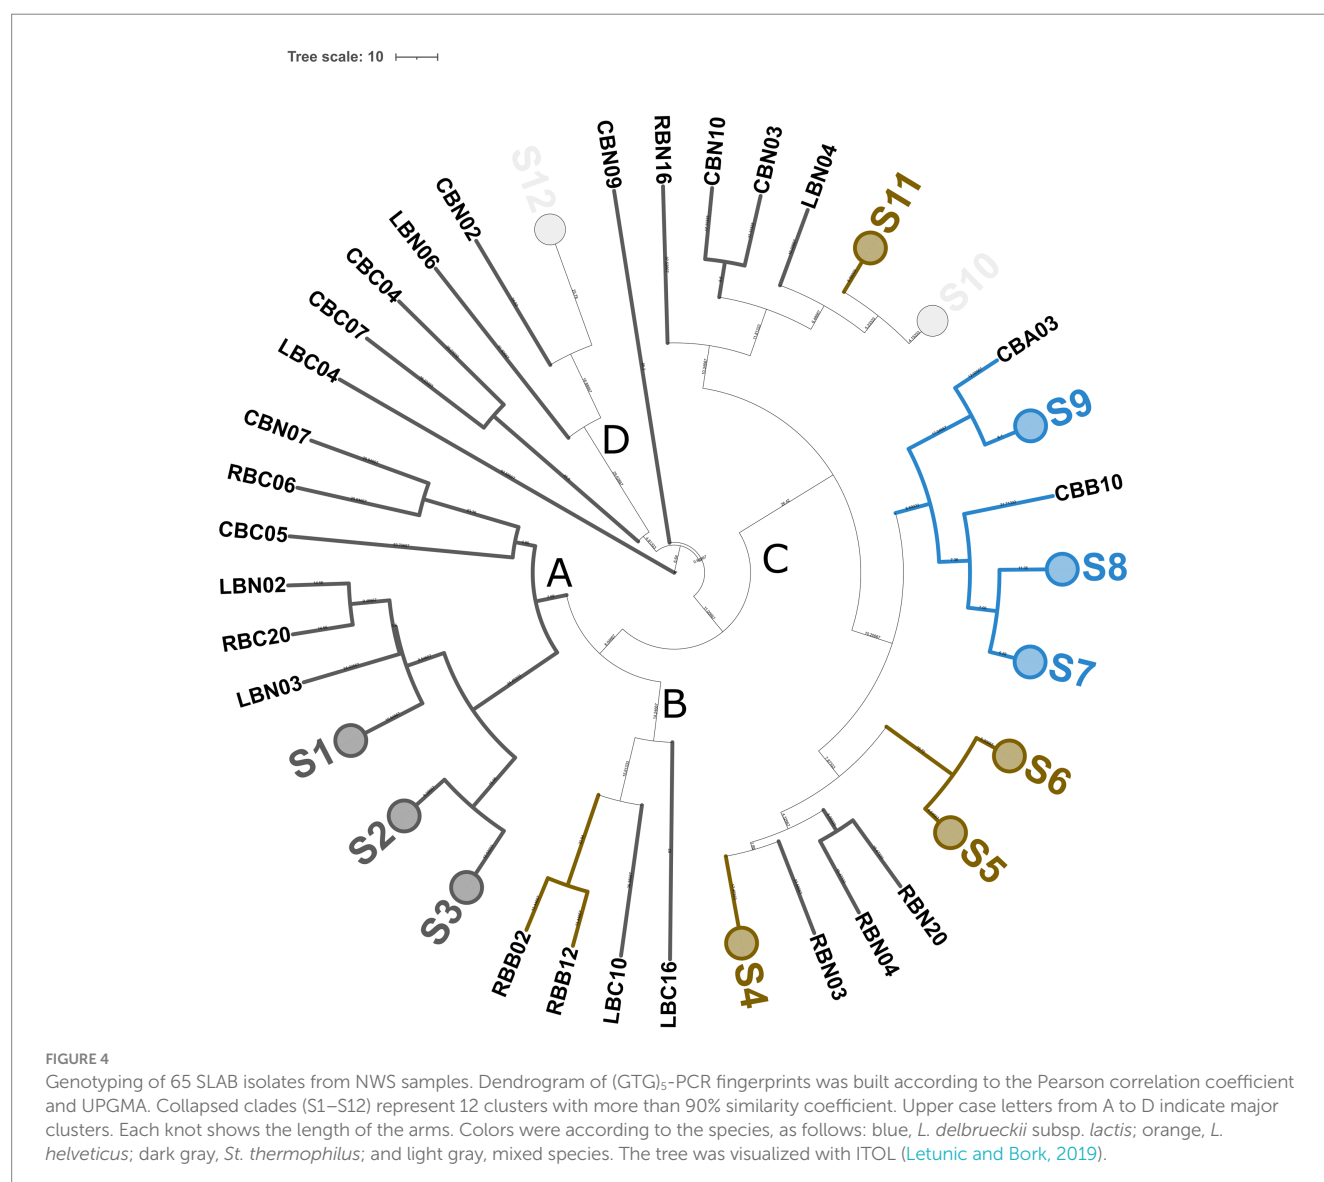 Tree scale: 10
CBN09
RBN16
CBN10
CBN03
LBN04
S11
S10
S12
CBN02
LBN06
CBC04
CBC07
LBC04
CBN07
RBC06
CBC05
LBN02
RBC20
LBN03
S1
S2
S3
RBB02
RBB12
LBC10
LBC16
S4
RBN03
RBN04
RBN20
S5
S6
S7
S8
CBB10
S9
CBA03
A
B
C
D
FIGURE 4
Genotyping of 65 SLAB isolates from NWS samples. Dendrogram of (GTG)₅-PCR fingerprints was built according to the Pearson correlation coefficient
and UPGMA. Collapsed clades (S1–S12) represent 12 clusters with more than 90% similarity coefficient. Upper case letters from A to D indicate major
clusters. Each knot shows the length of the arms. Colors were according to the species, as follows: blue, L. delbrueckii subsp. lactis; orange, L.
helveticus; dark gray, St. thermophilus; and light gray, mixed species. The tree was visualized with ITOL (Letunic and Bork, 2019).